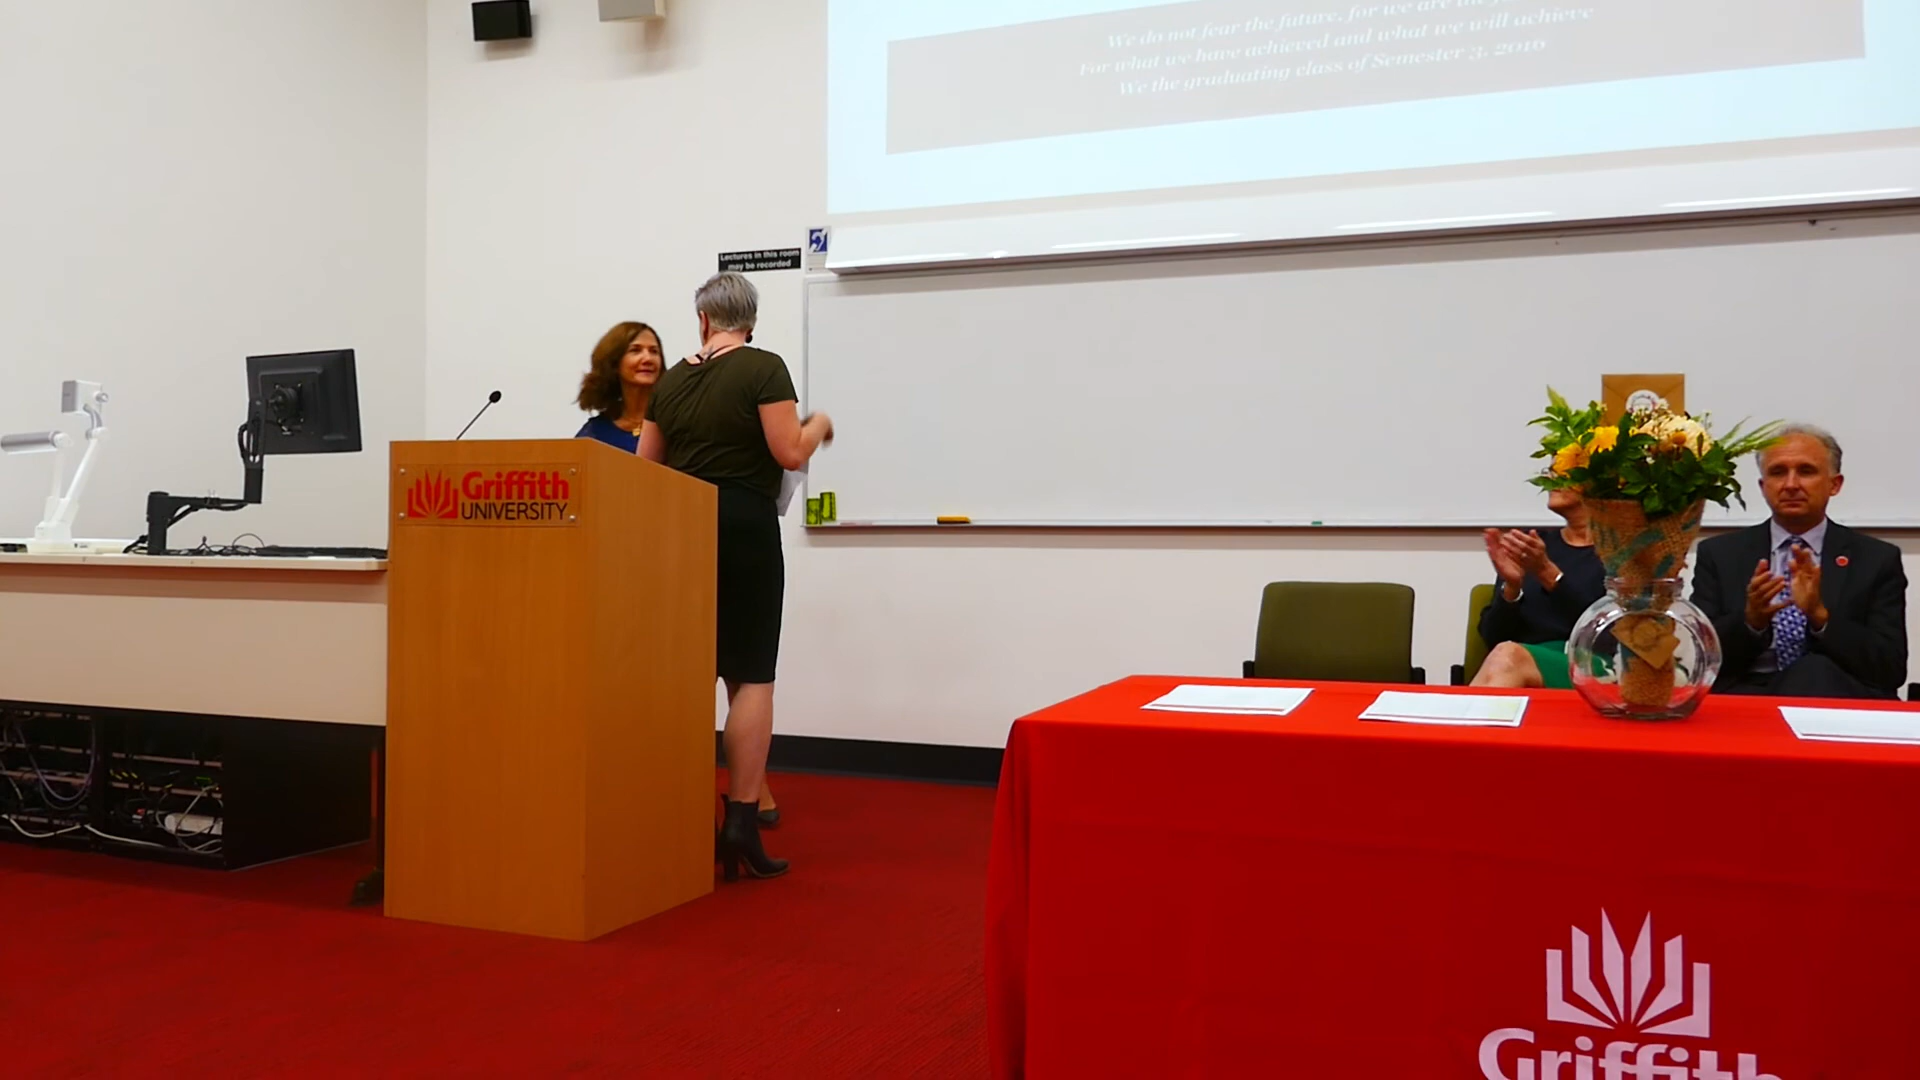 We do not fear the future, for we are the
For what we have achieved and what we will achieve
We the graduating class of Semester 3, 2016
Lectures in this room
may be recorded
Griffith
UNIVERSITY
Griffith